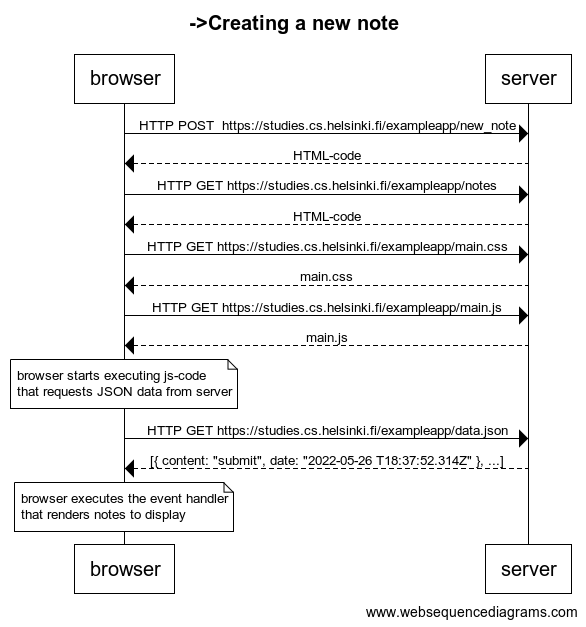 ->Creating a new note
browser
server
HTTP POST  https://studies.cs.helsinki.fi/exampleapp/new_note
HTML-code
HTTP GET https://studies.cs.helsinki.fi/exampleapp/notes
HTML-code
HTTP GET https://studies.cs.helsinki.fi/exampleapp/main.css
main.css
HTTP GET https://studies.cs.helsinki.fi/exampleapp/main.js
main.js
browser starts executing js-code
that requests JSON data from server
HTTP GET https://studies.cs.helsinki.fi/exampleapp/data.json
[{ content: "submit", date: "2022-05-26 T18:37:52.314Z" }, ...]
browser executes the event handler
that renders notes to display
browser
server
www.websequencediagrams.com